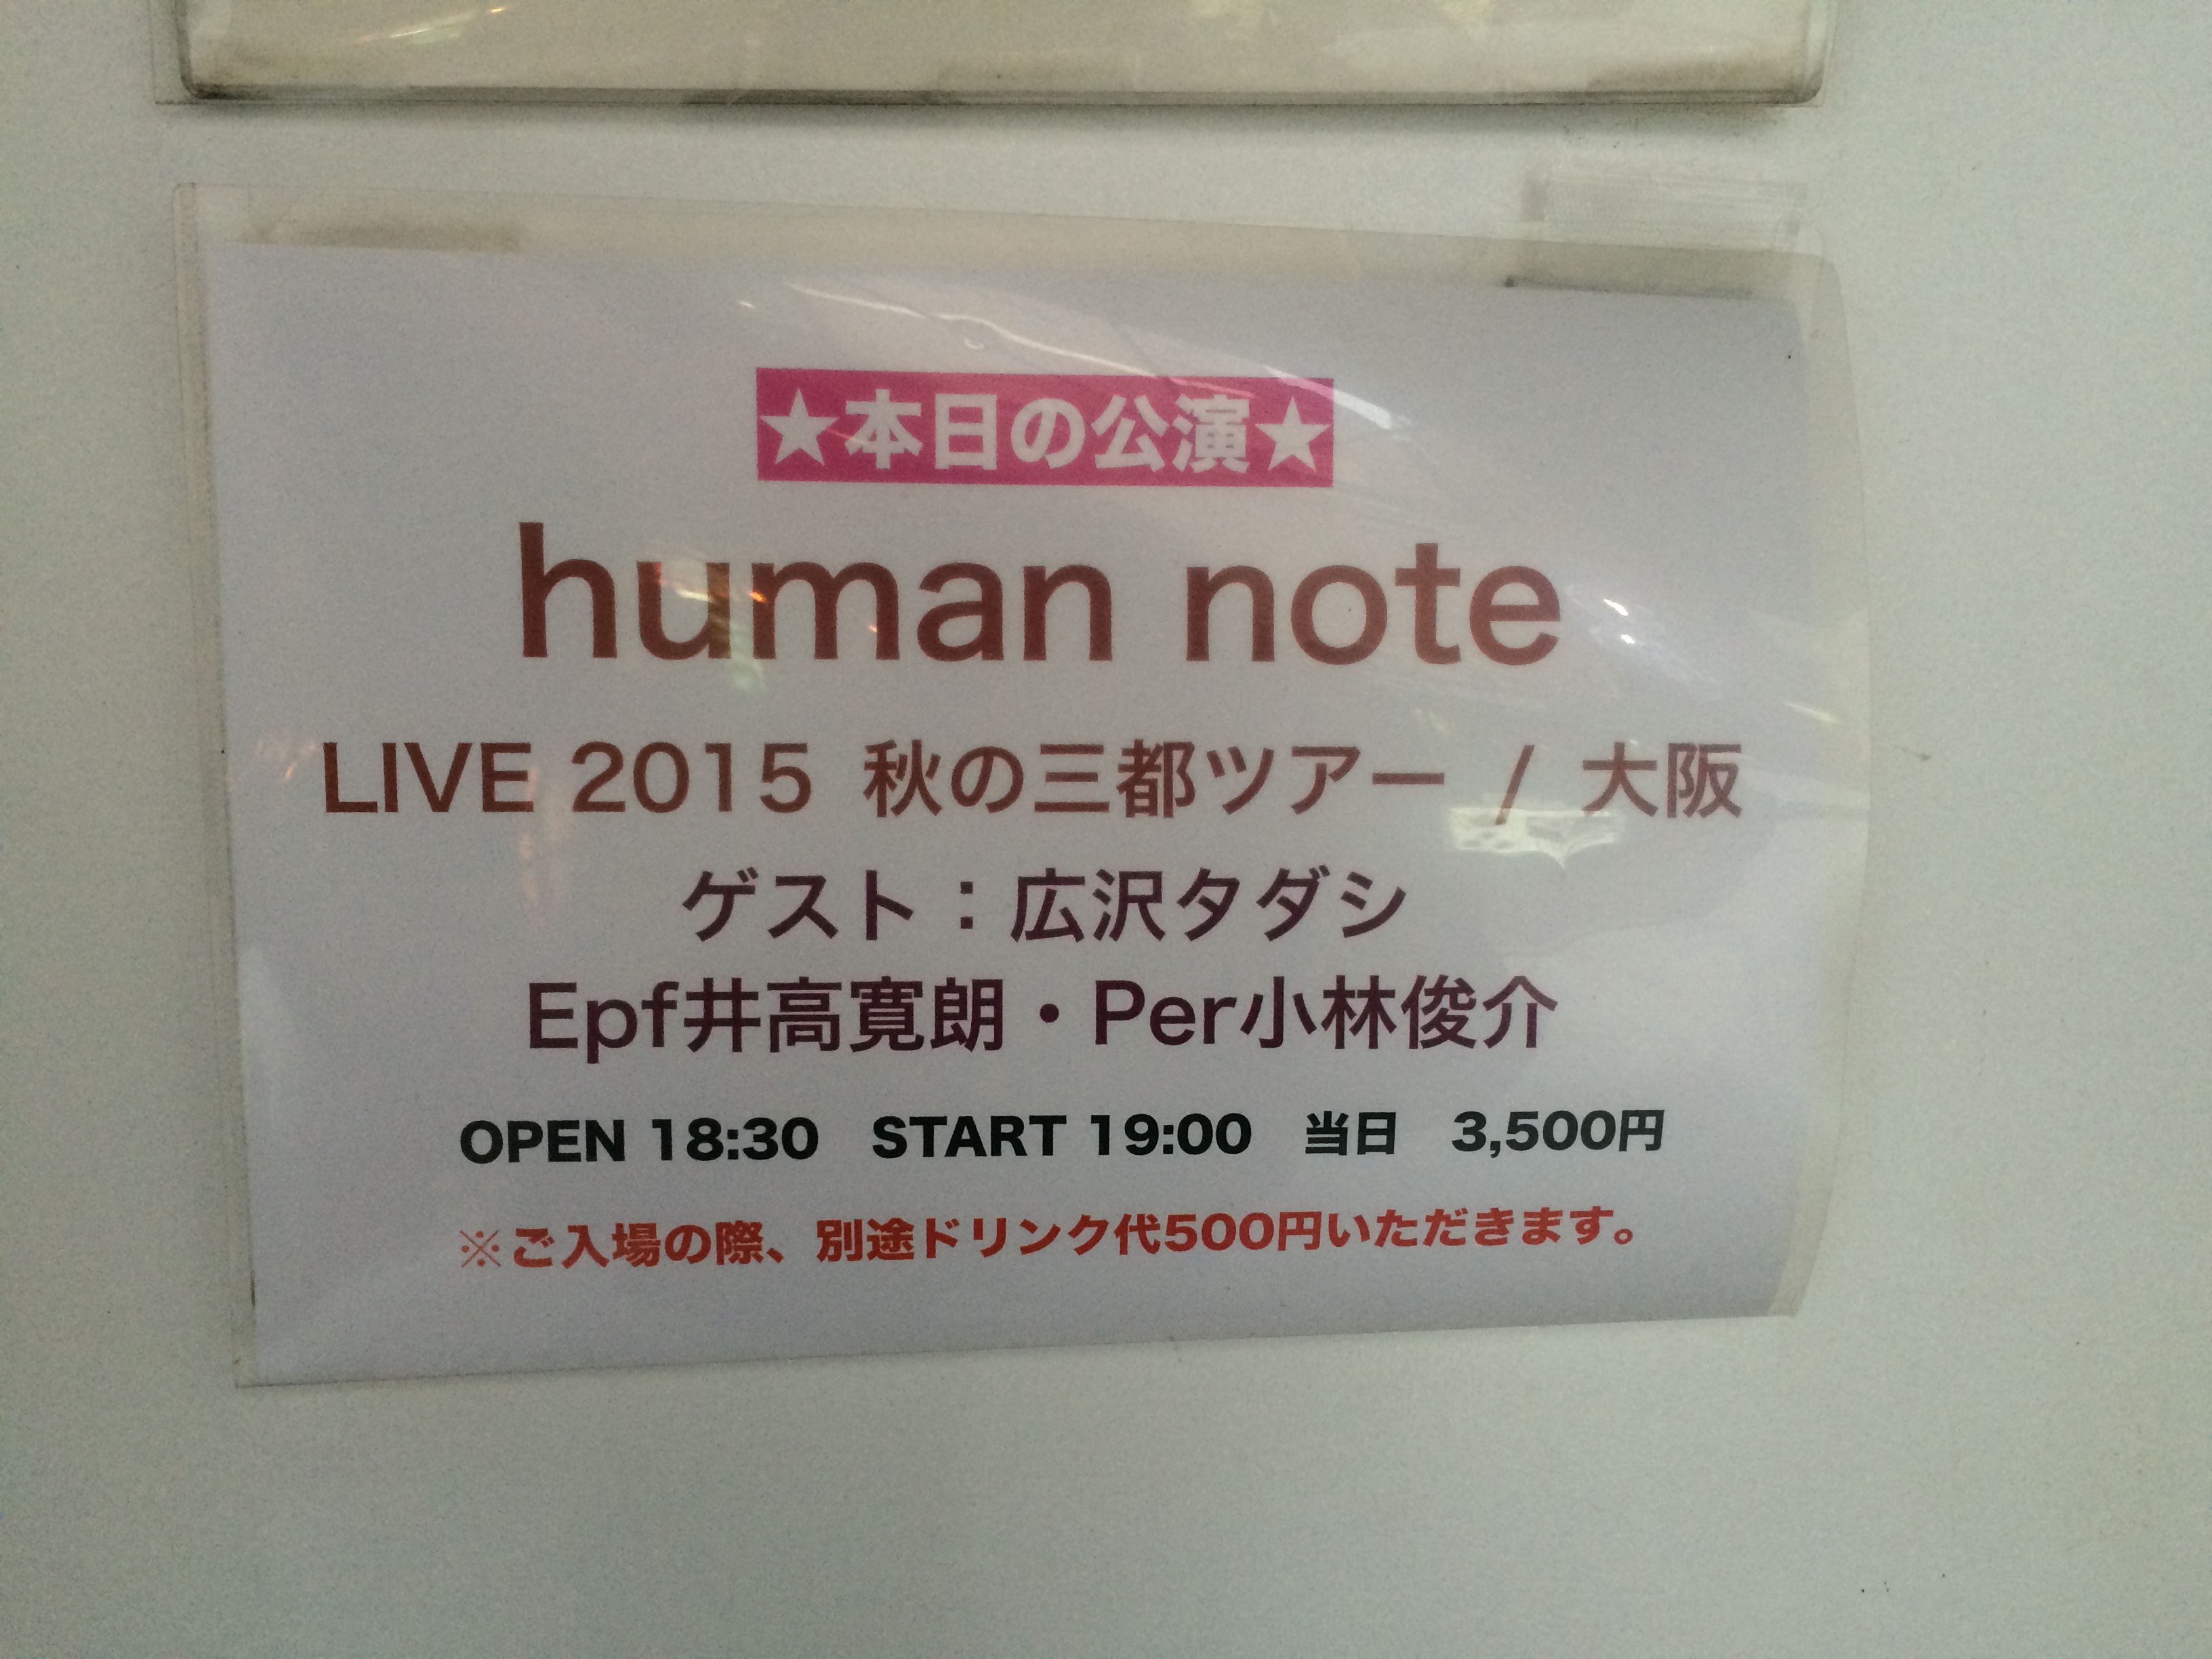 ★本日の公演★
human note
LIVE 2015 秋の三都ツアー / 大阪
ゲスト：広沢タダシ
Epf井高寛朗・Per小林俊介
OPEN 18:30　START 19:00　当日　3,500円
※ご入場の際、別途ドリンク代500円いただきます。